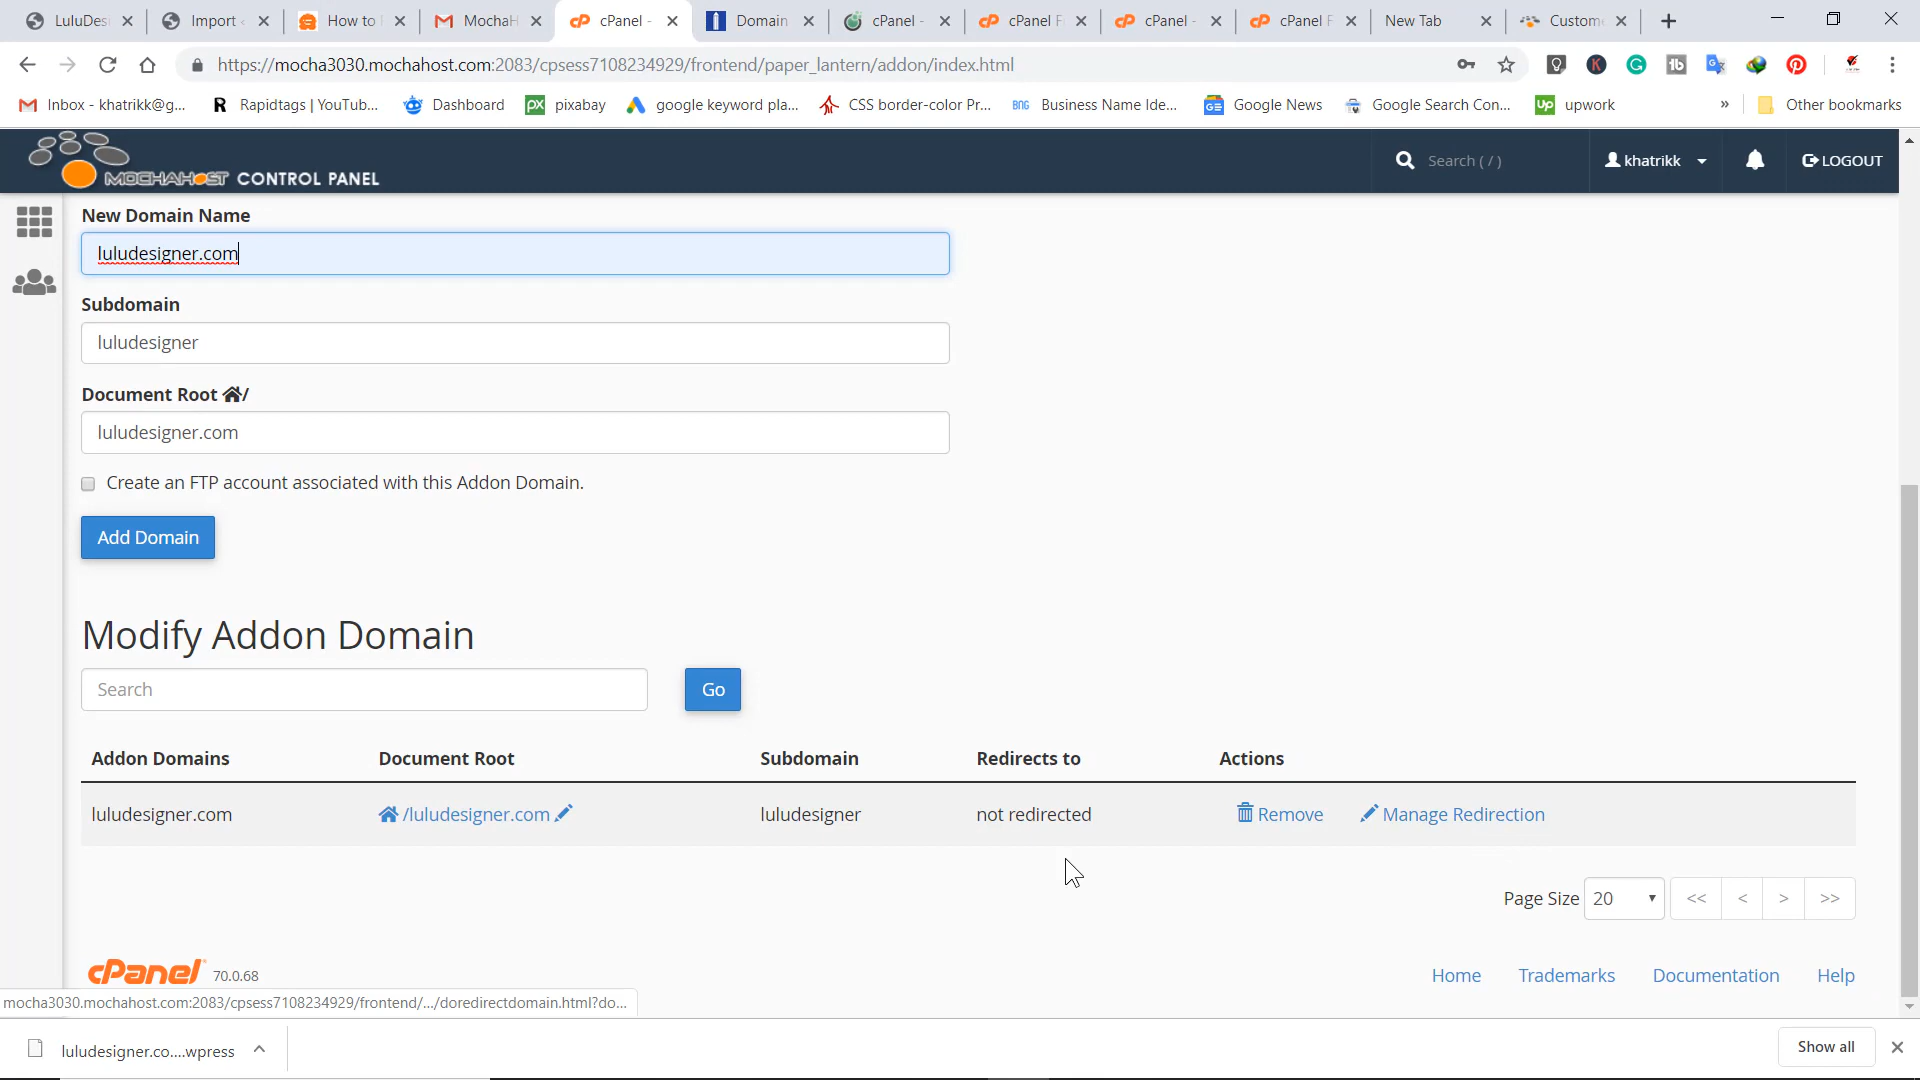 LuluDes
Import
How to
MochaH
cPanel -
Domain
cPanel -
cPanel F
cPanel -
cPanel F
New Tab
Custom
https://mocha3030.mochahost.com:2083/cpsess7108234929/frontend/paper_lantern/addon/index.html
Inbox - khatrikk@g...
Rapidtags | YouTub...
Dashboard
pixabay
google keyword pla...
CSS border-color Pr...
Business Name Ide...
Google News
Google Search Con...
upwork
»
Other bookmarks
MOCHAHOST CONTROL PANEL
Search ( / )
khatrikk
LOGOUT
New Domain Name
luludesigner.com
Subdomain
luludesigner
Document Root /
luludesigner.com
Create an FTP account associated with this Addon Domain.
Add Domain
Modify Addon Domain
Search
Go
Addon Domains
Document Root
Subdomain
Redirects to
Actions
luludesigner.com
/luludesigner.com
luludesigner
not redirected
Remove
Manage Redirection
Page Size
20
<<
<
>
>>
cPanel 70.0.68
Home
Trademarks
Documentation
Help
mocha3030.mochahost.com:2083/cpsess7108234929/frontend/.../doredirectdomain.html?do...
luludesigner.co....wpress
Show all